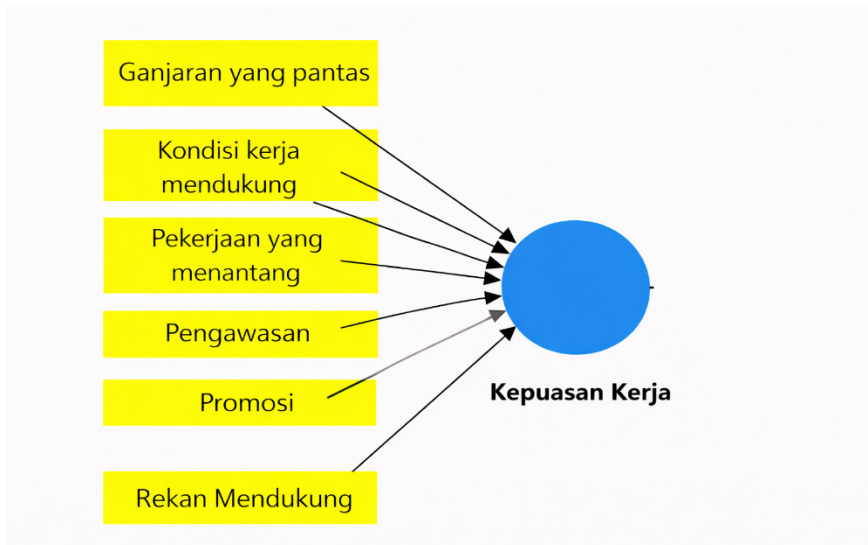 Ganjaran yang pantas
Kondisi kerja
mendukung
Pekerjaan yang
menantang
Pengawasan
Promosi
Rekan Mendukung
Kepuasan Kerja